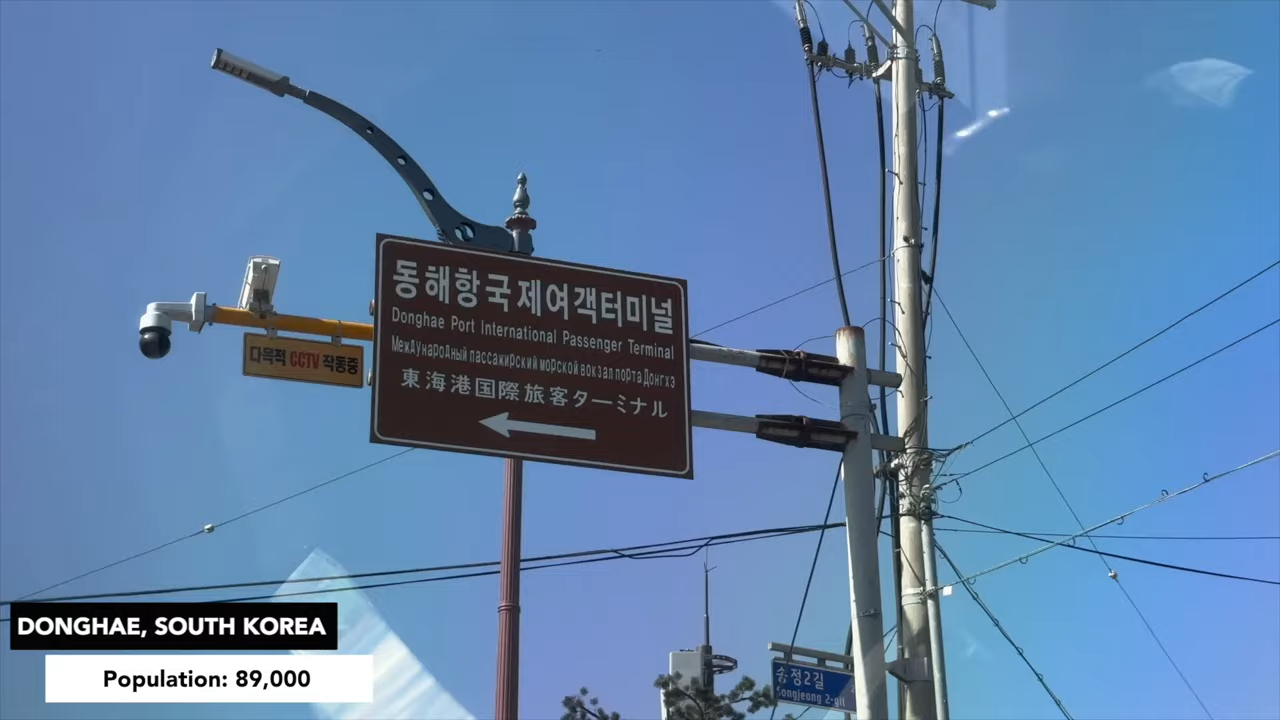 동해항국제여객터미널
Donghae Port International Passenger Terminal
Международный пассажирский морской вокзал порта Донгхэ
東海港国際旅客ターミナル
다목적 CCTV 작동중
송정2길
Songjeong 2-gil
DONGHAE, SOUTH KOREA
Population: 89,000